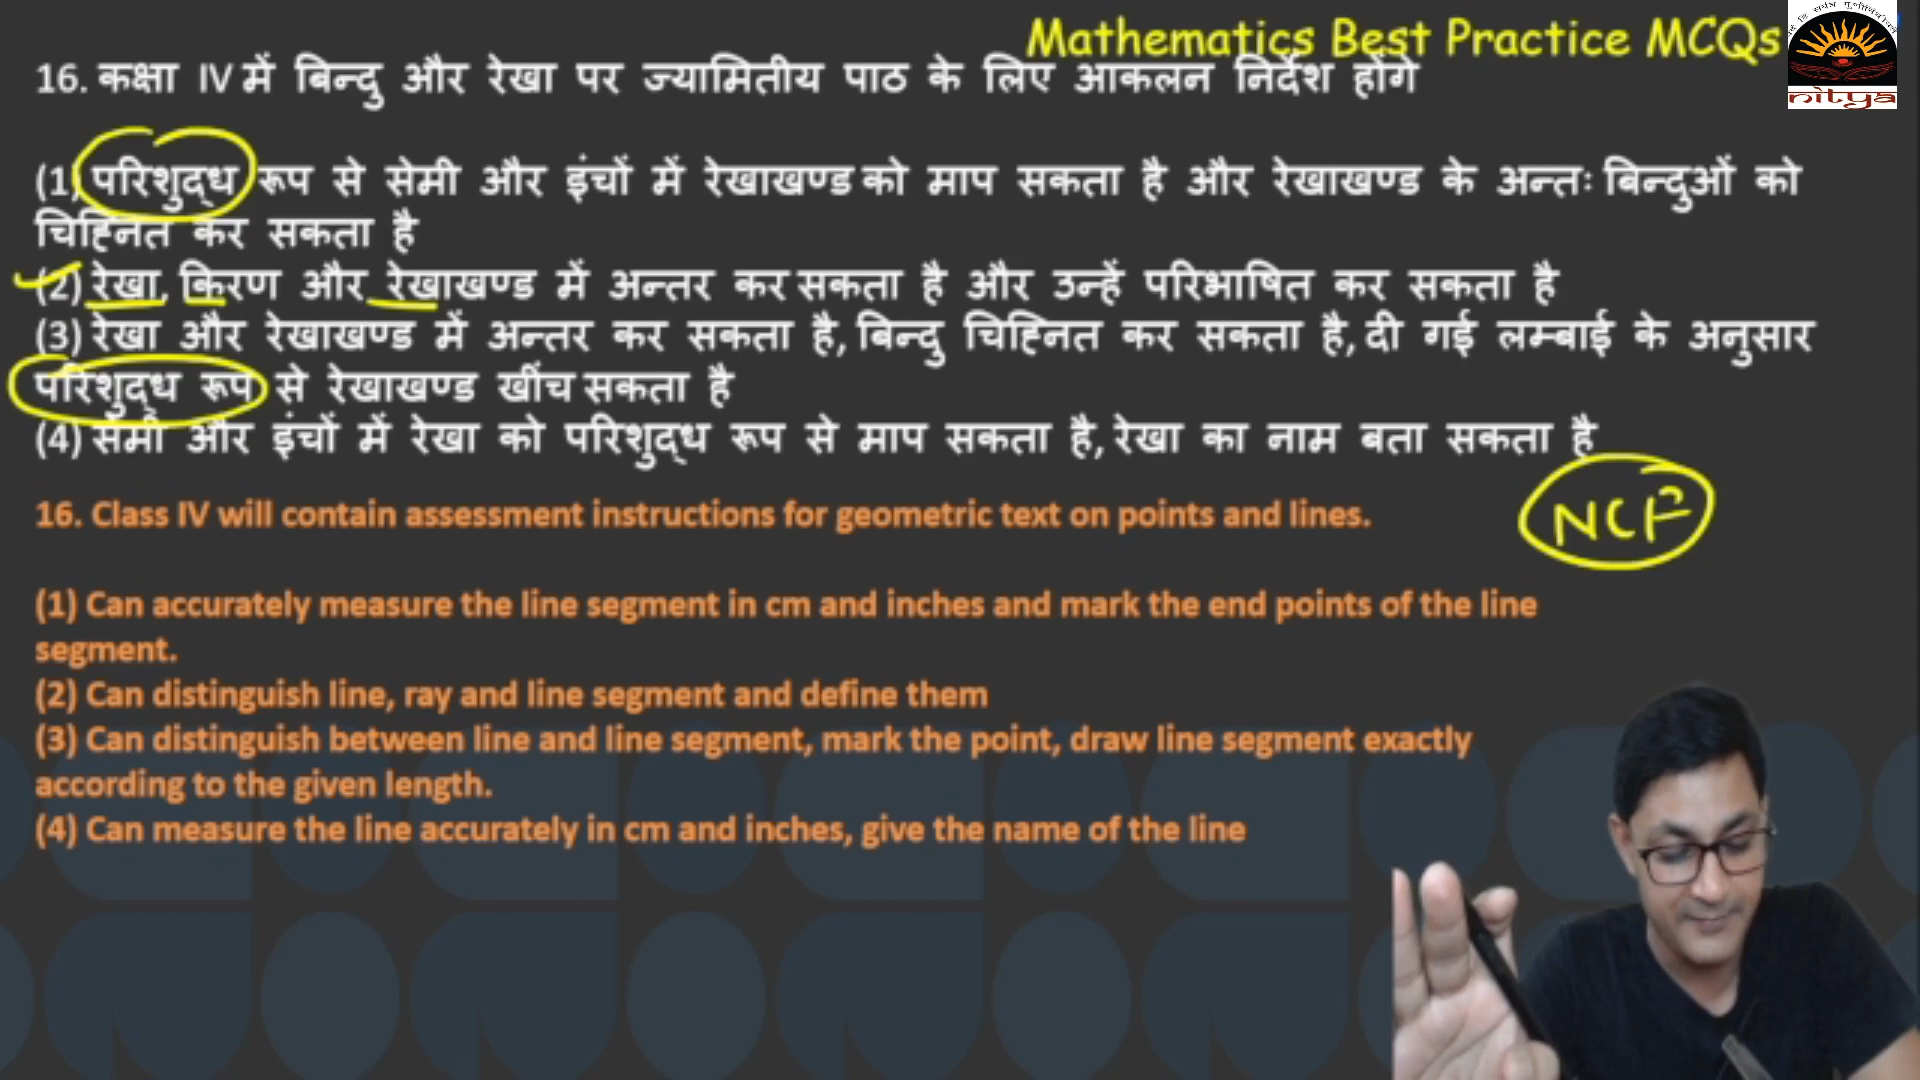 Mathematics Best Practice MCQs
16. कक्षा IV में बिन्दु और रेखा पर ज्यामितीय पाठ के लिए आकलन निर्देश होंगे
(1) परिशुद्ध रूप से सेमी और इंचों में रेखाखण्ड को माप सकता है और रेखाखण्ड के अन्तः बिन्दुओं को
चिह्नित कर सकता है
(2) रेखा, किरण और रेखाखण्ड में अन्तर कर सकता है और उन्हें परिभाषित कर सकता है
(3) रेखा और रेखाखण्ड में अन्तर कर सकता है, बिन्दु चिह्नित कर सकता है, दी गई लम्बाई के अनुसार
परिशुद्ध रूप से रेखाखण्ड खींच सकता है
(4) सेमी और इंचों में रेखा को परिशुद्ध रूप से माप सकता है, रेखा का नाम बता सकता है
NCF
16. Class IV will contain assessment instructions for geometric text on points and lines.
(1) Can accurately measure the line segment in cm and inches and mark the end points of the line
segment.
(2) Can distinguish line, ray and line segment and define them
(3) Can distinguish between line and line segment, mark the point, draw line segment exactly
according to the given length.
(4) Can measure the line accurately in cm and inches, give the name of the line
nitya